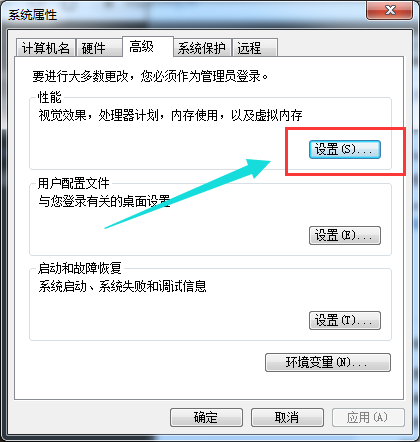 系统属性
计算机名 硬件 高级 系统保护 远程
要进行大多数更改，您必须作为管理员登录。
性能
视觉效果，处理器计划，内存使用，以及虚拟内存
设置(S)...
用户配置文件
与您登录有关的桌面设置
设置(E)...
启动和故障恢复
系统启动、系统失败和调试信息
设置(T)...
环境变量(N)...
确定 取消 应用(A)